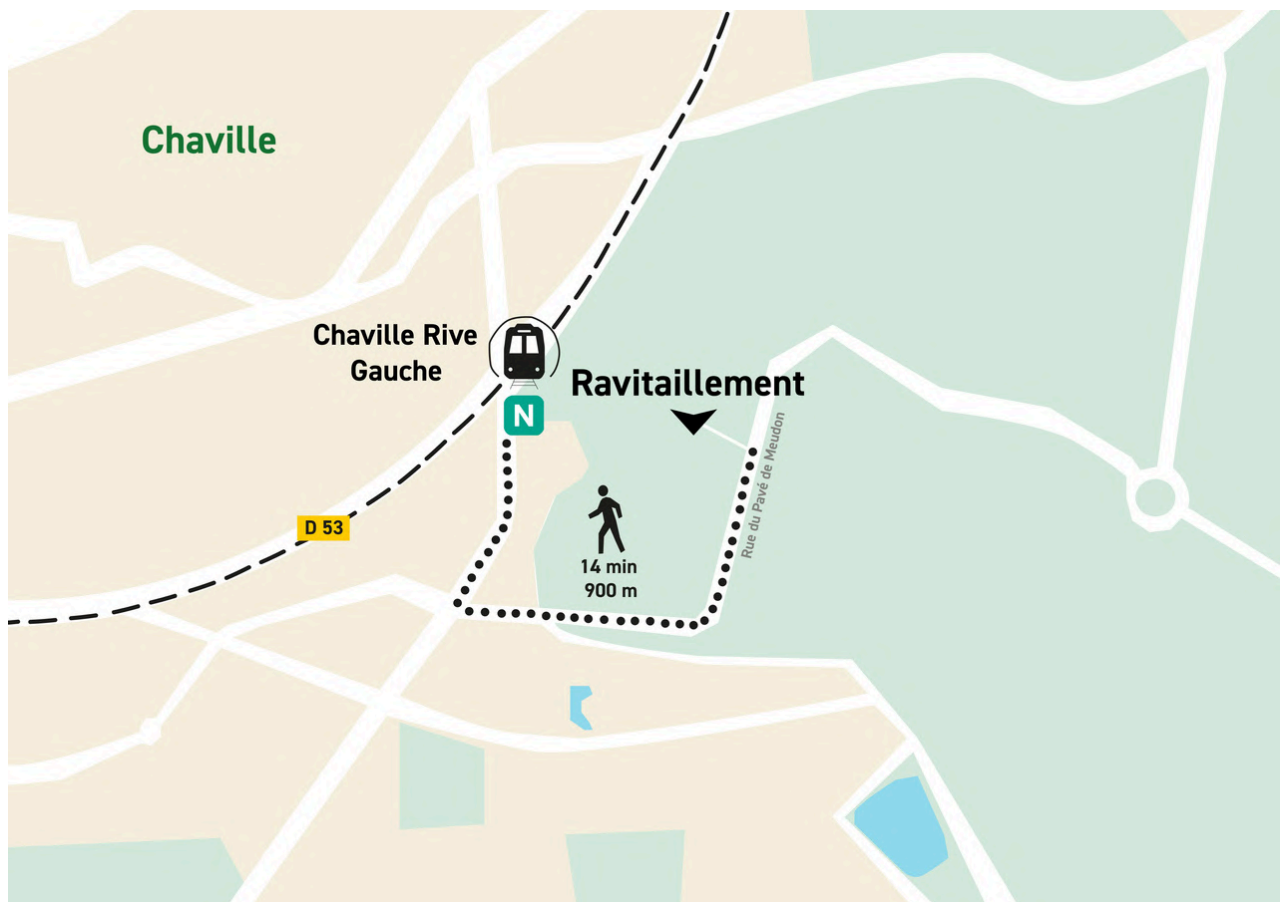 Chaville
Chaville Rive
Gauche
Ravitaillement
N
Rue du Pavé de Meudon
D 53
14 min
900 m